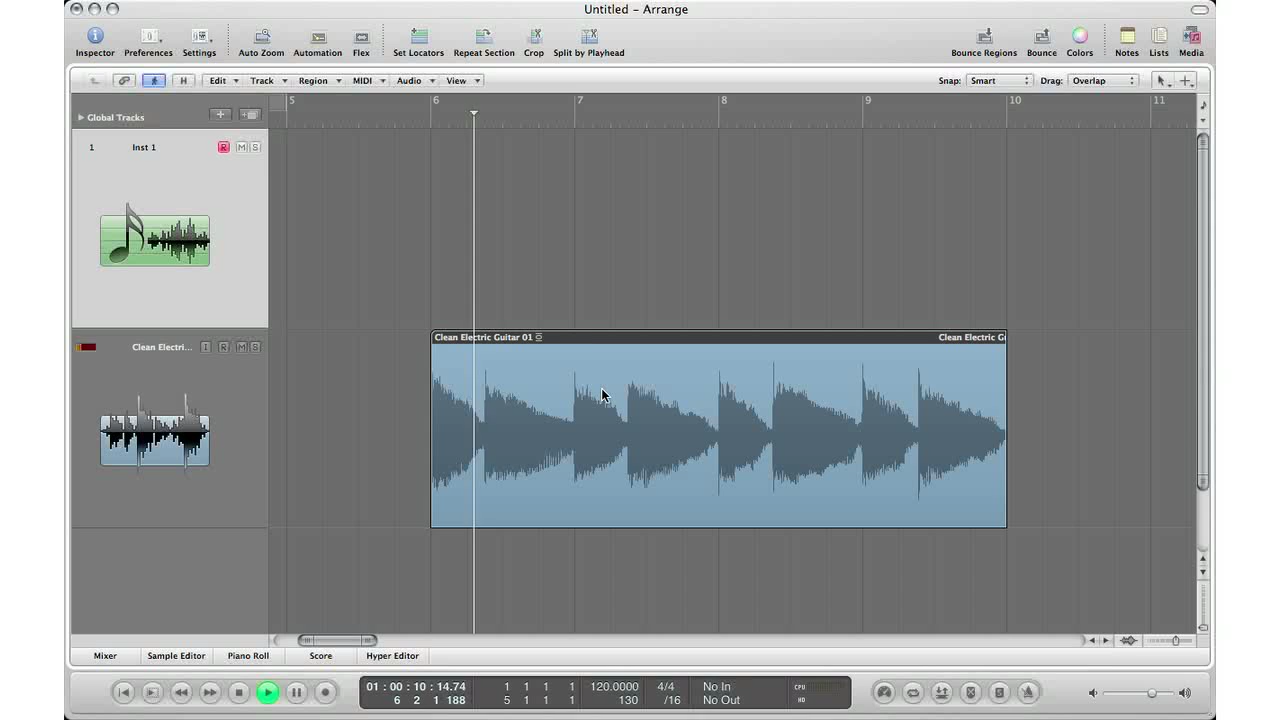 Untitled – Arrange
Inspector Preferences Settings Auto Zoom Automation Flex Set Locators Repeat Section Crop Split by Playhead Bounce Regions Bounce Colors Notes Lists Media
H Edit Track Region MIDI Audio View Snap: Smart Drag: Overlap
5 6 7 8 9 10 11
Global Tracks
1 Inst 1 R M S
Clean Electric Guitar 01 Clean Electric G
Clean Electri... I R M S
Mixer Sample Editor Piano Roll Score Hyper Editor
01 : 00 : 10 : 14.74 1 1 1 1 120.0000 4/4 No In CPU
6 2 1 188 5 1 1 1 130 /16 No Out HD